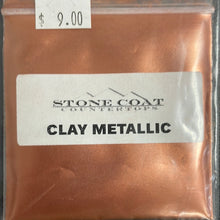 $ 9.00
STONE COAT
COUNTERTOPS
CLAY METALLIC